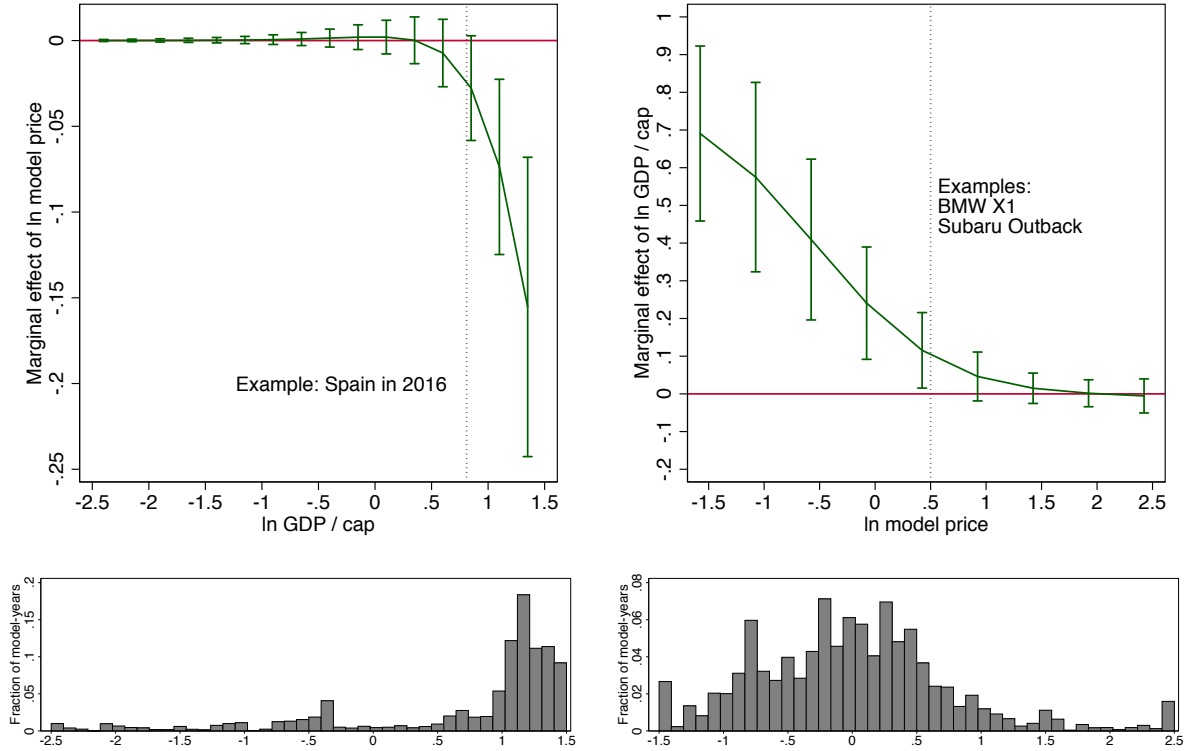 0
-.05
-.1
-.15
-.2
-.25
Marginal effect of ln model price
Example: Spain in 2016
-2.5 -2 -1.5 -1 -.5 0 .5 1 1.5
ln GDP / cap
1
.9
.8
.7
.6
.5
.4
.3
.2
.1
0
-.1
-.2
Marginal effect of ln GDP / cap
Examples:
BMW X1
Subaru Outback
-1.5 -1 -.5 0 .5 1 1.5 2 2.5
ln model price
.2
.15
.1
.05
0
Fraction of model-years
-2.5 -2 -1.5 -1 -.5 0 .5 1 1.5
.08
.06
.04
.02
0
Fraction of model-years
-1.5 -1 -.5 0 .5 1 1.5 2 2.5